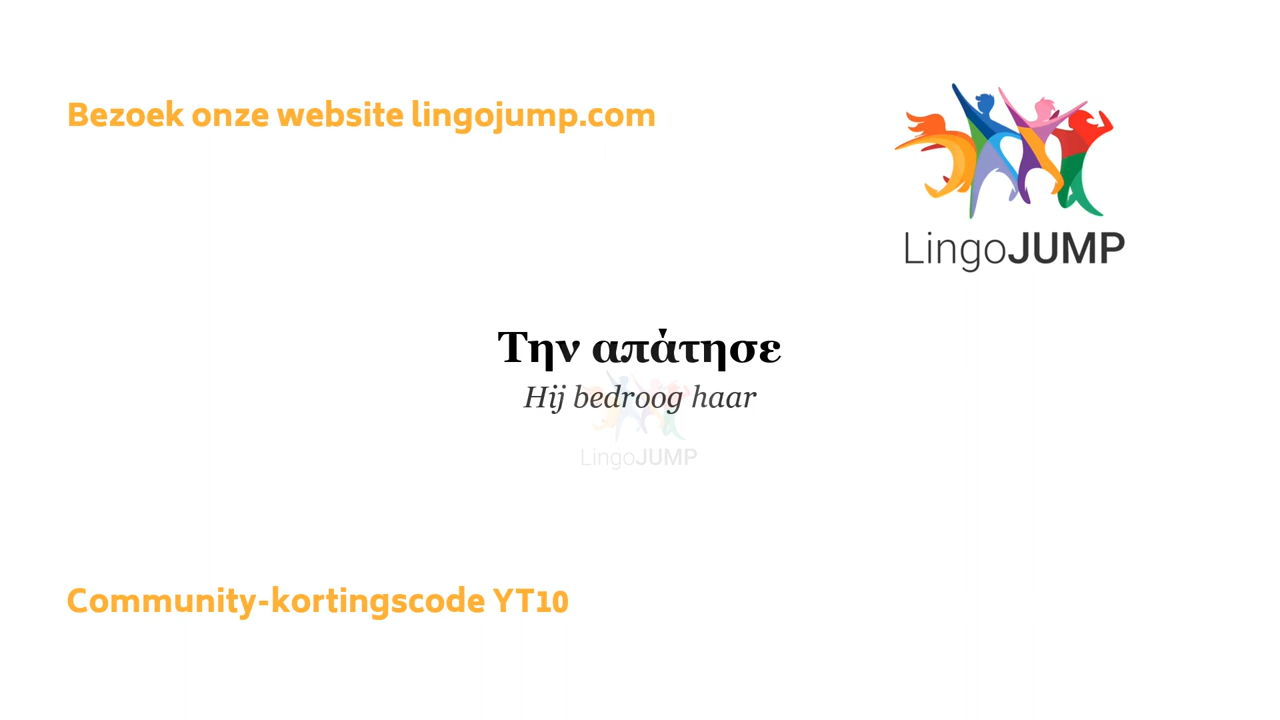 Bezoek onze website lingojump.com
LingoJUMP
Την απάτησε
Hij bedroog haar
LingoJUMP
Community-kortingscode YT10